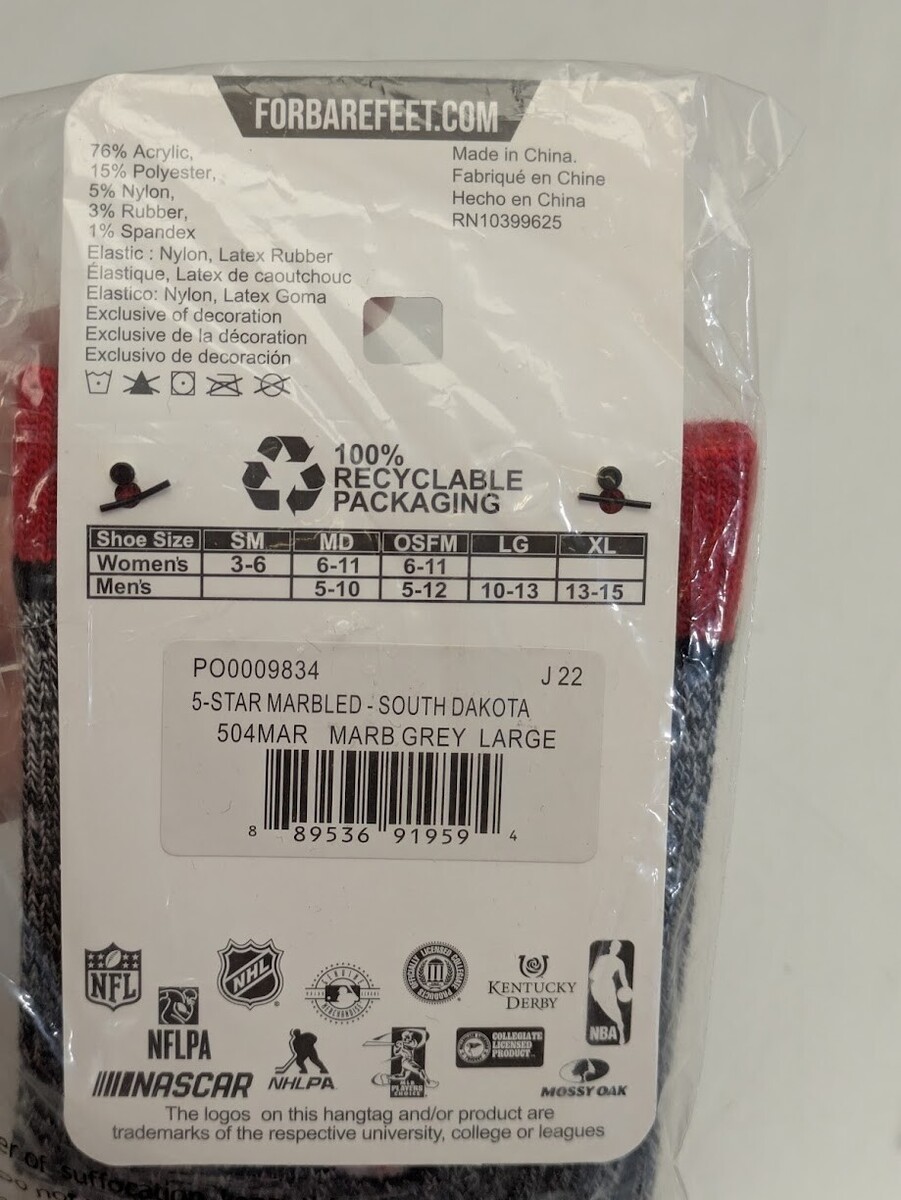 FORBAREFEET.COM
76% Acrylic,
15% Polyester,
5% Nylon,
3% Rubber,
1% Spandex
Elastic : Nylon, Latex Rubber
Élastique, Latex de caoutchouc
Elastico: Nylon, Latex Goma
Exclusive of decoration
Exclusive de la décoration
Exclusivo de decoración
Made in China.
Fabriqué en Chine
Hecho en China
RN10399625
100%
RECYCLABLE
PACKAGING
Shoe Size SM MD OSFM LG XL
Women's 3-6 6-11 6-11
Men's 5-10 5-12 10-13 13-15
PO0009834 J 22
5-STAR MARBLED - SOUTH DAKOTA
504MAR MARB GREY LARGE
8 89536 91959 4
NFL
NHL
KENTUCKY
DERBY
NBA
NFLPA
COLLEGIATE
LICENSED
PRODUCT
NASCAR
NHLPA
PLAYERS
MOSSY OAK
The logos on this hangtag and/or product are
trademarks of the respective university, college or leagues
er of suffocation